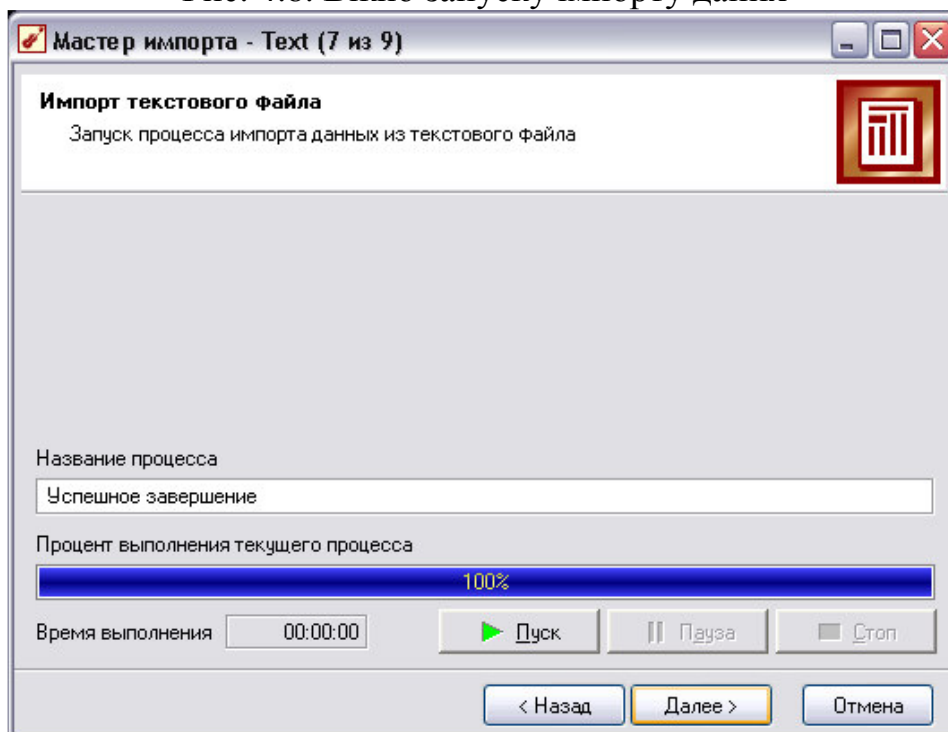 Мастер импорта - Text (7 из 9)
Импорт текстового файла
Запуск процесса импорта данных из текстового файла
Название процесса
Успешное завершение
Процент выполнения текущего процесса
100%
Время выполнения 00:00:00 Пуск Пауза Стоп
< Назад Далее > Отмена